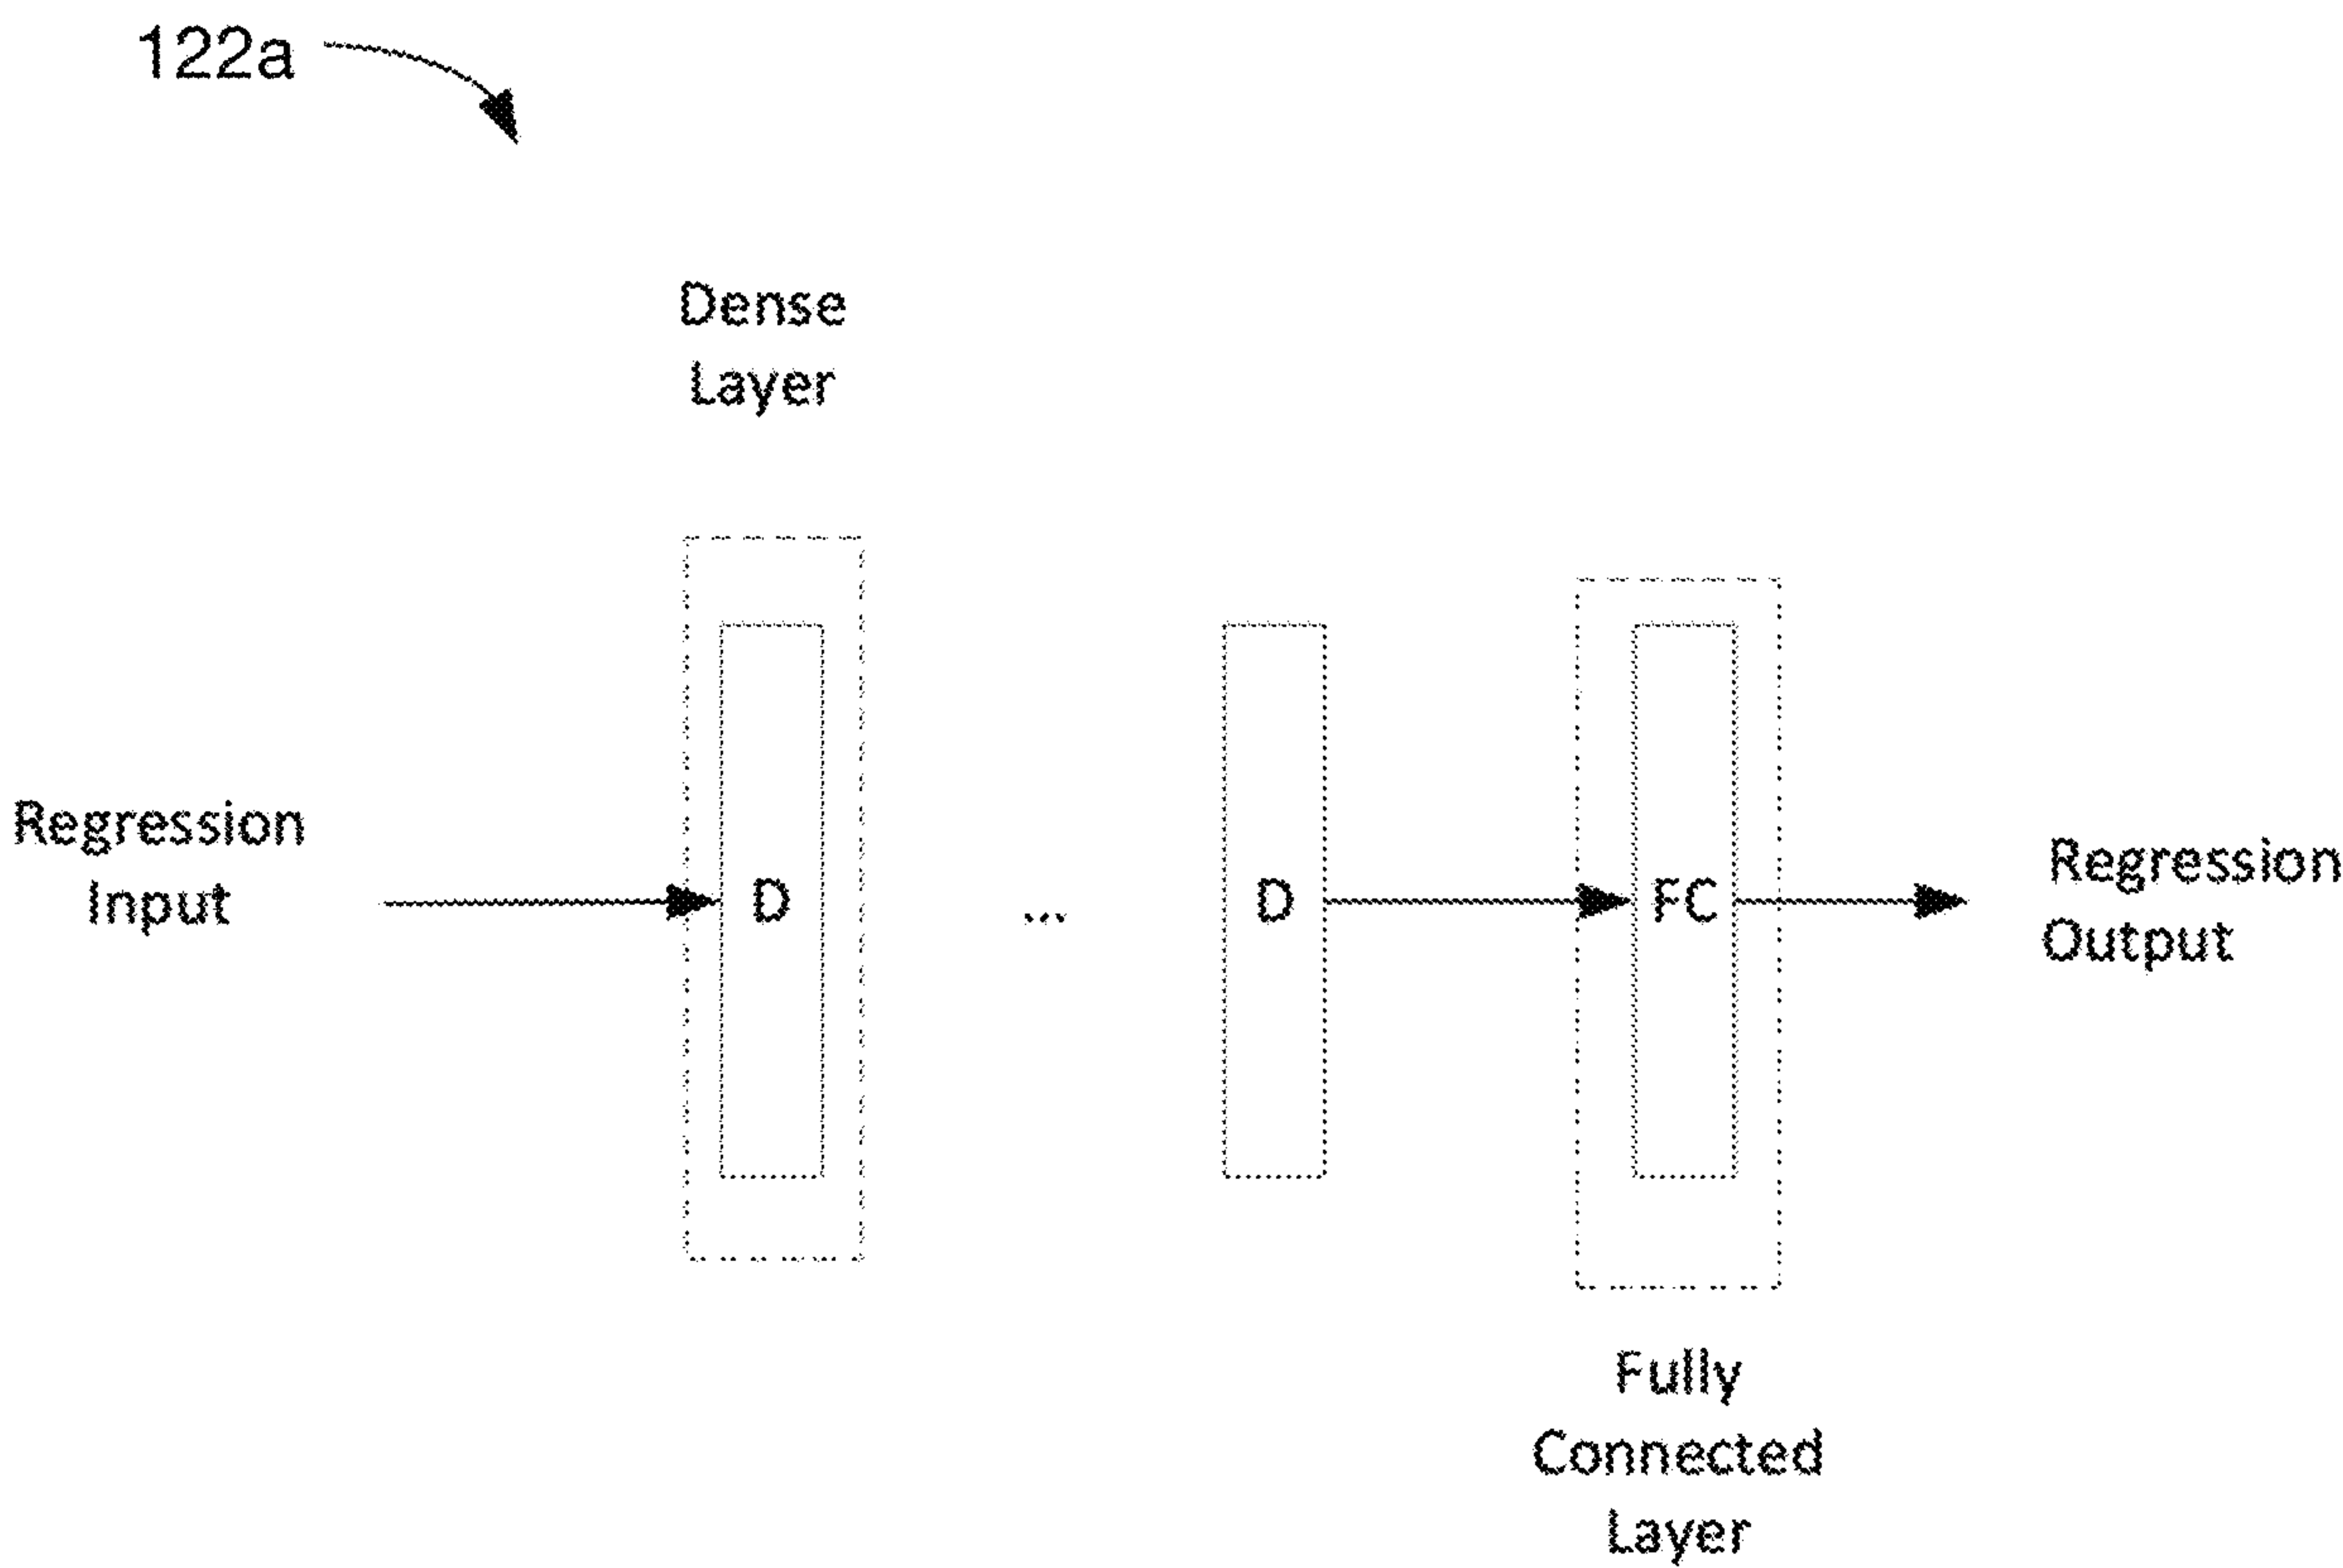 122a
Dense
Layer
Regression
Input
D
...
D
FC
Regression
Output
Fully
Connected
Layer